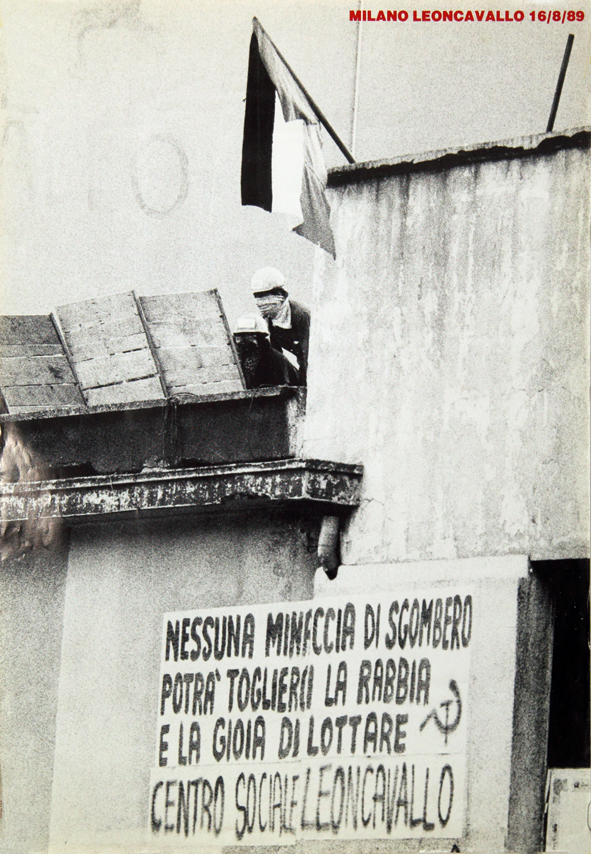 MILANO LEONCAVALLO 16/8/89
NESSUNA MINACCIA DI SGOMBERO
POTRA' TOGLIERCI LA RABBIA
E LA GIOIA DI LOTTARE
CENTRO SOCIALE LEONCAVALLO